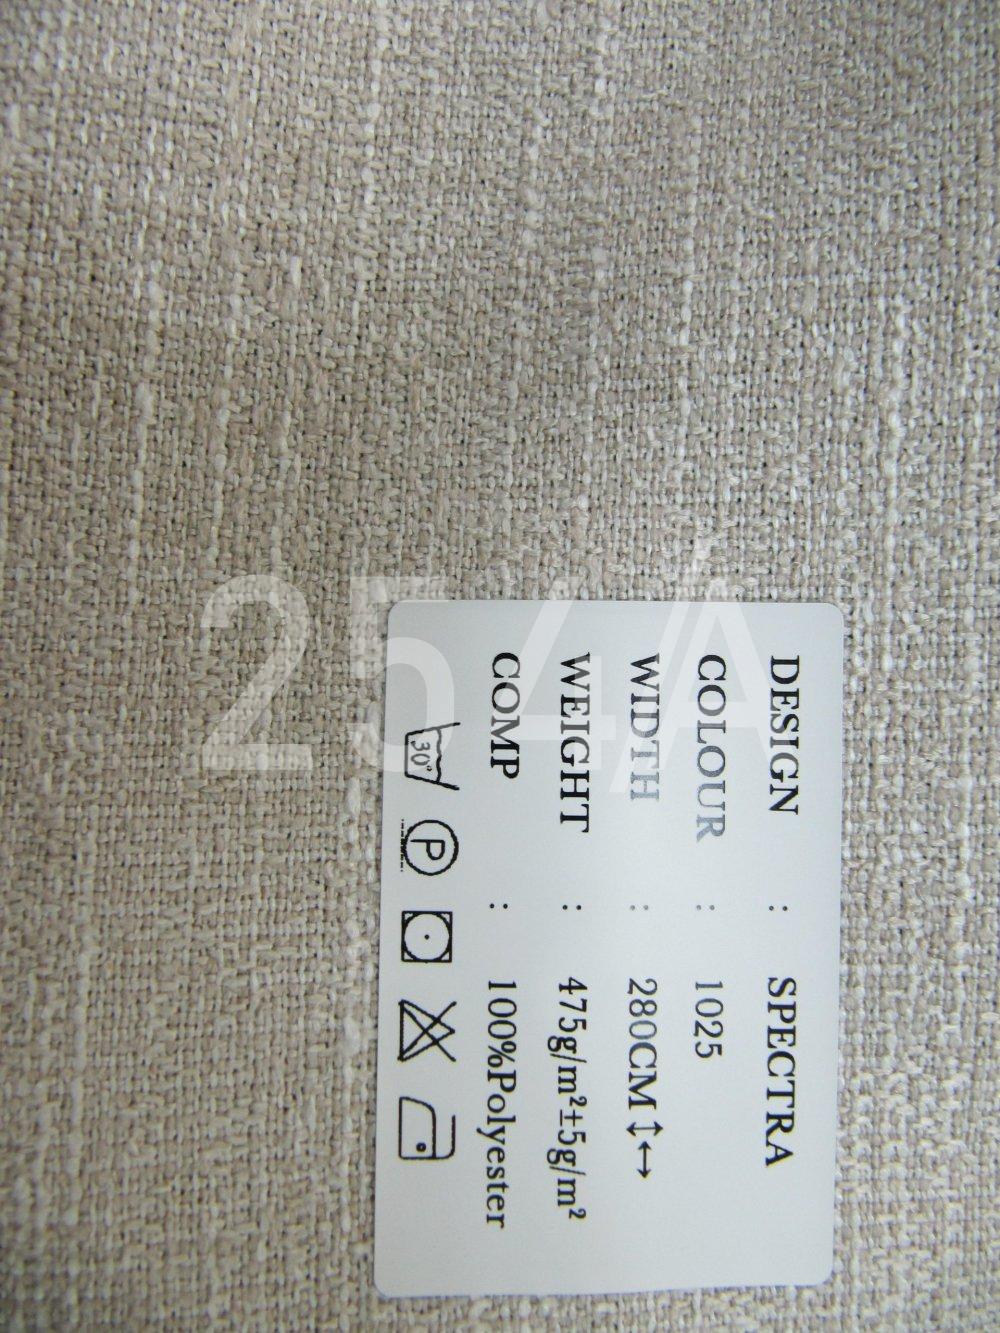 DESIGN : SPECTRA
COLOUR : 1025
WIDTH : 280CM↕↔
WEIGHT : 475g/m²±5g/m²
COMP : 100%Polyester
30° P
254A